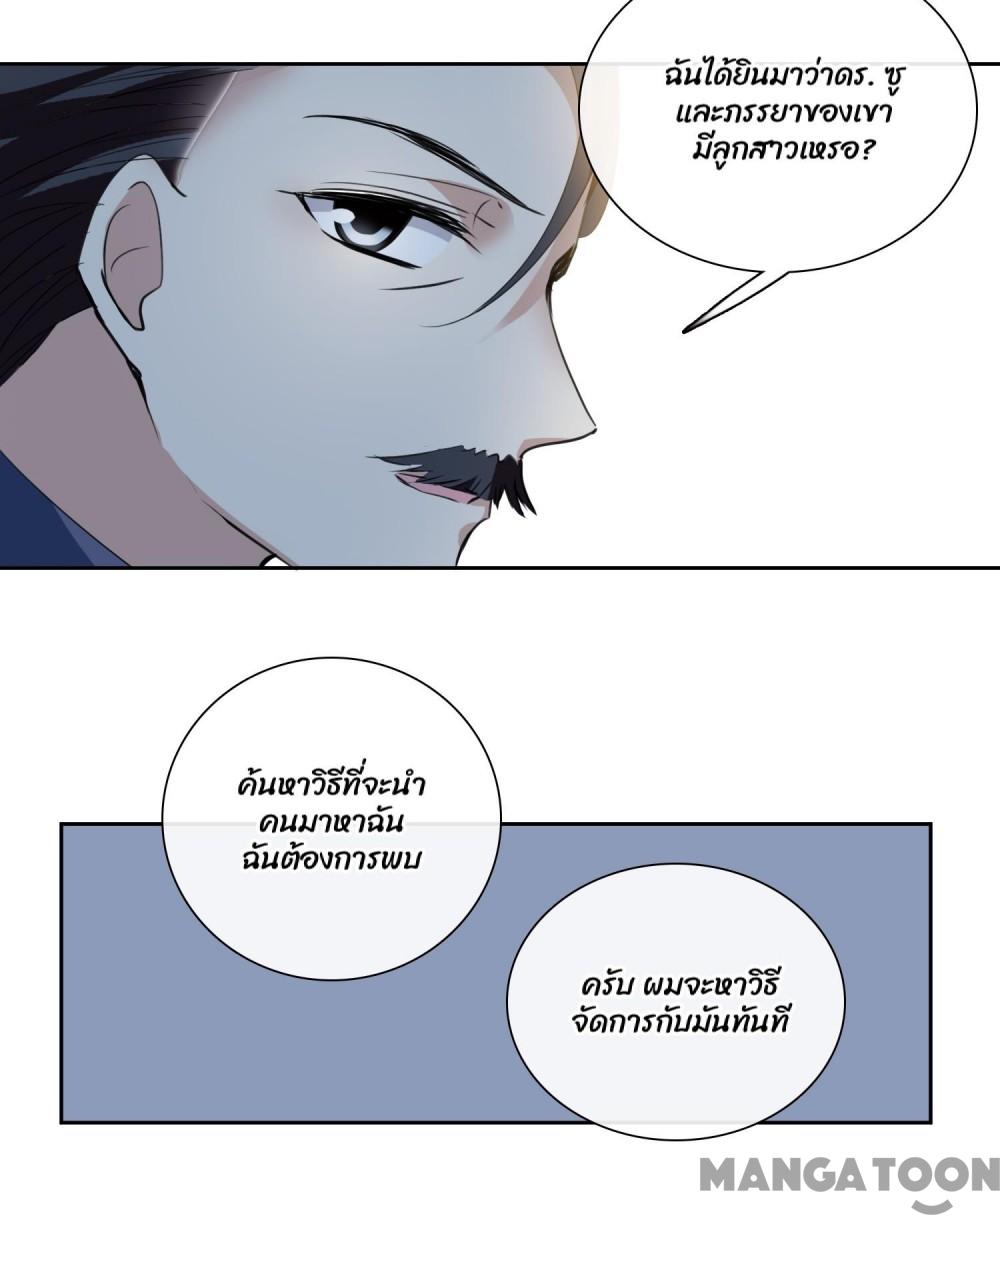 ฉันได้ยินมาว่าดร. ซู
และภรรยาของเขา
มีลูกสาวเหรอ?
ค้นหาวิธีที่จะนำ
คนมาหาฉัน
ฉันต้องการพบ
ครับ ผมจะหาวิธี
จัดการกับมันทันที
MANGATOON